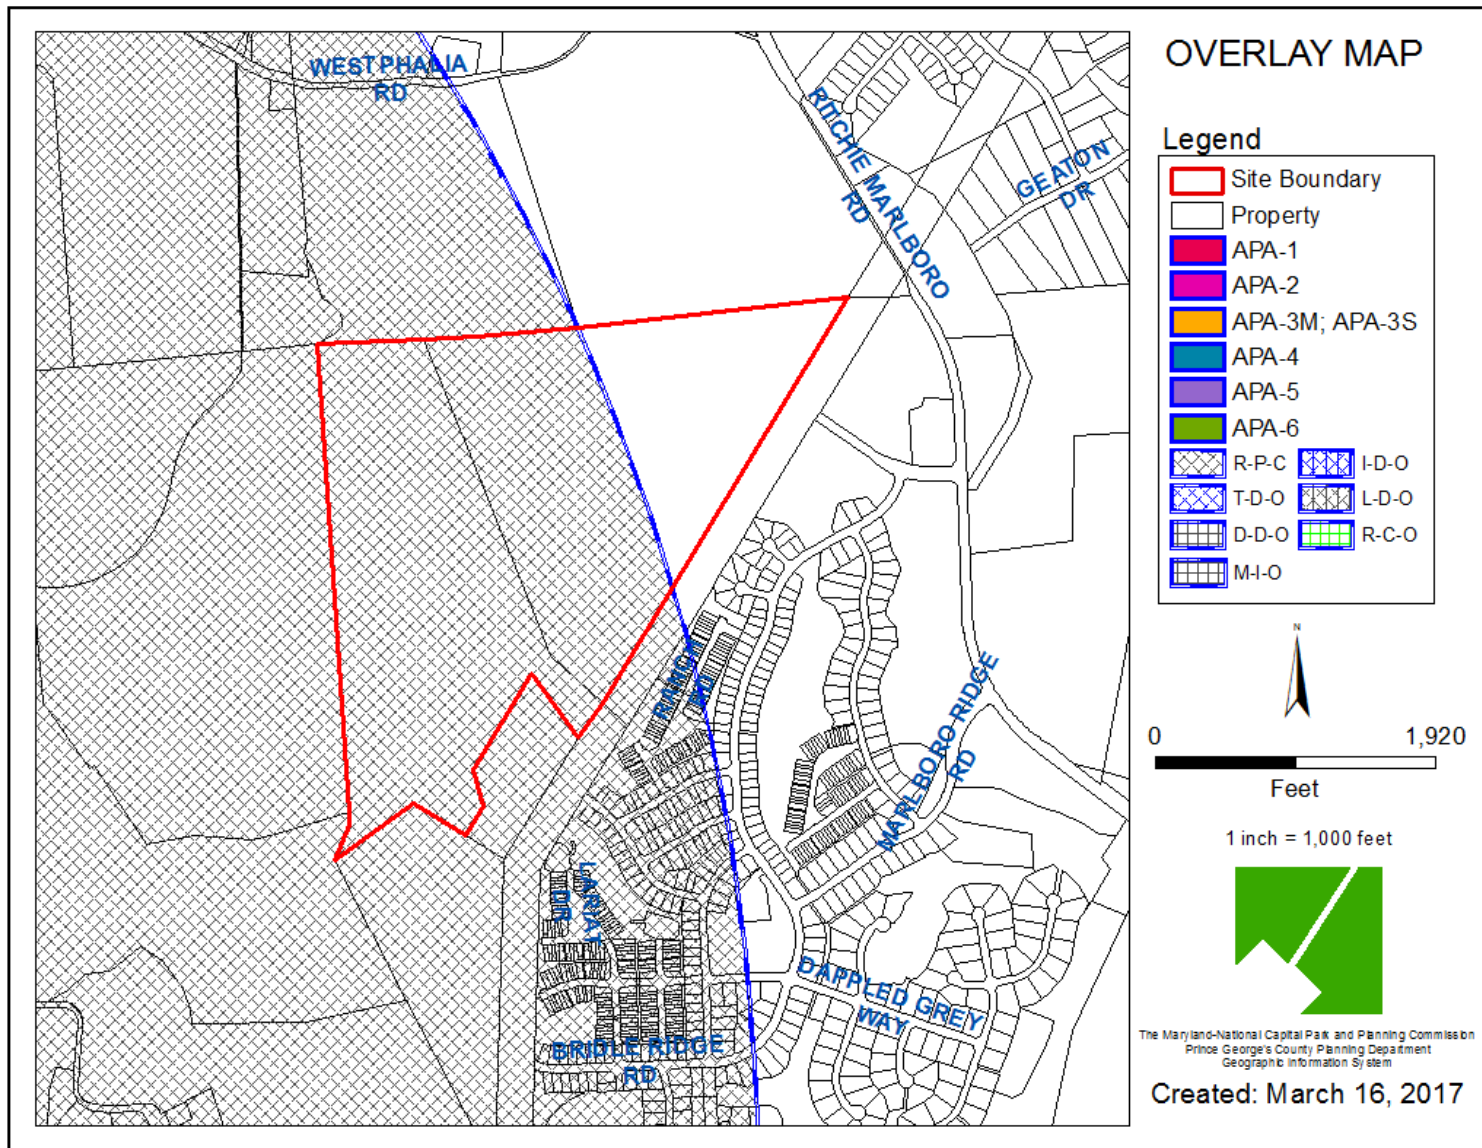 OVERLAY MAP
Legend
Site Boundary
Property
APA-1
APA-2
APA-3M; APA-3S
APA-4
APA-5
APA-6
R-P-C
I-D-O
T-D-O
L-D-O
D-D-O
R-C-O
M-I-O
N
0 1,920
Feet
1 inch = 1,000 feet
The Maryland-National Capital Park and Planning Commission
Prince George's County Planning Department
Geographic Information System
Created: March 16, 2017
WESTPHALIA
RD
RITCHIE MARLBORO
RD
GEATON
DR
RANCH
RD
MARLBORO RIDGE
RD
LARIAT
DR
DAPPLED GREY
WAY
BRIDLE RIDGE
RD